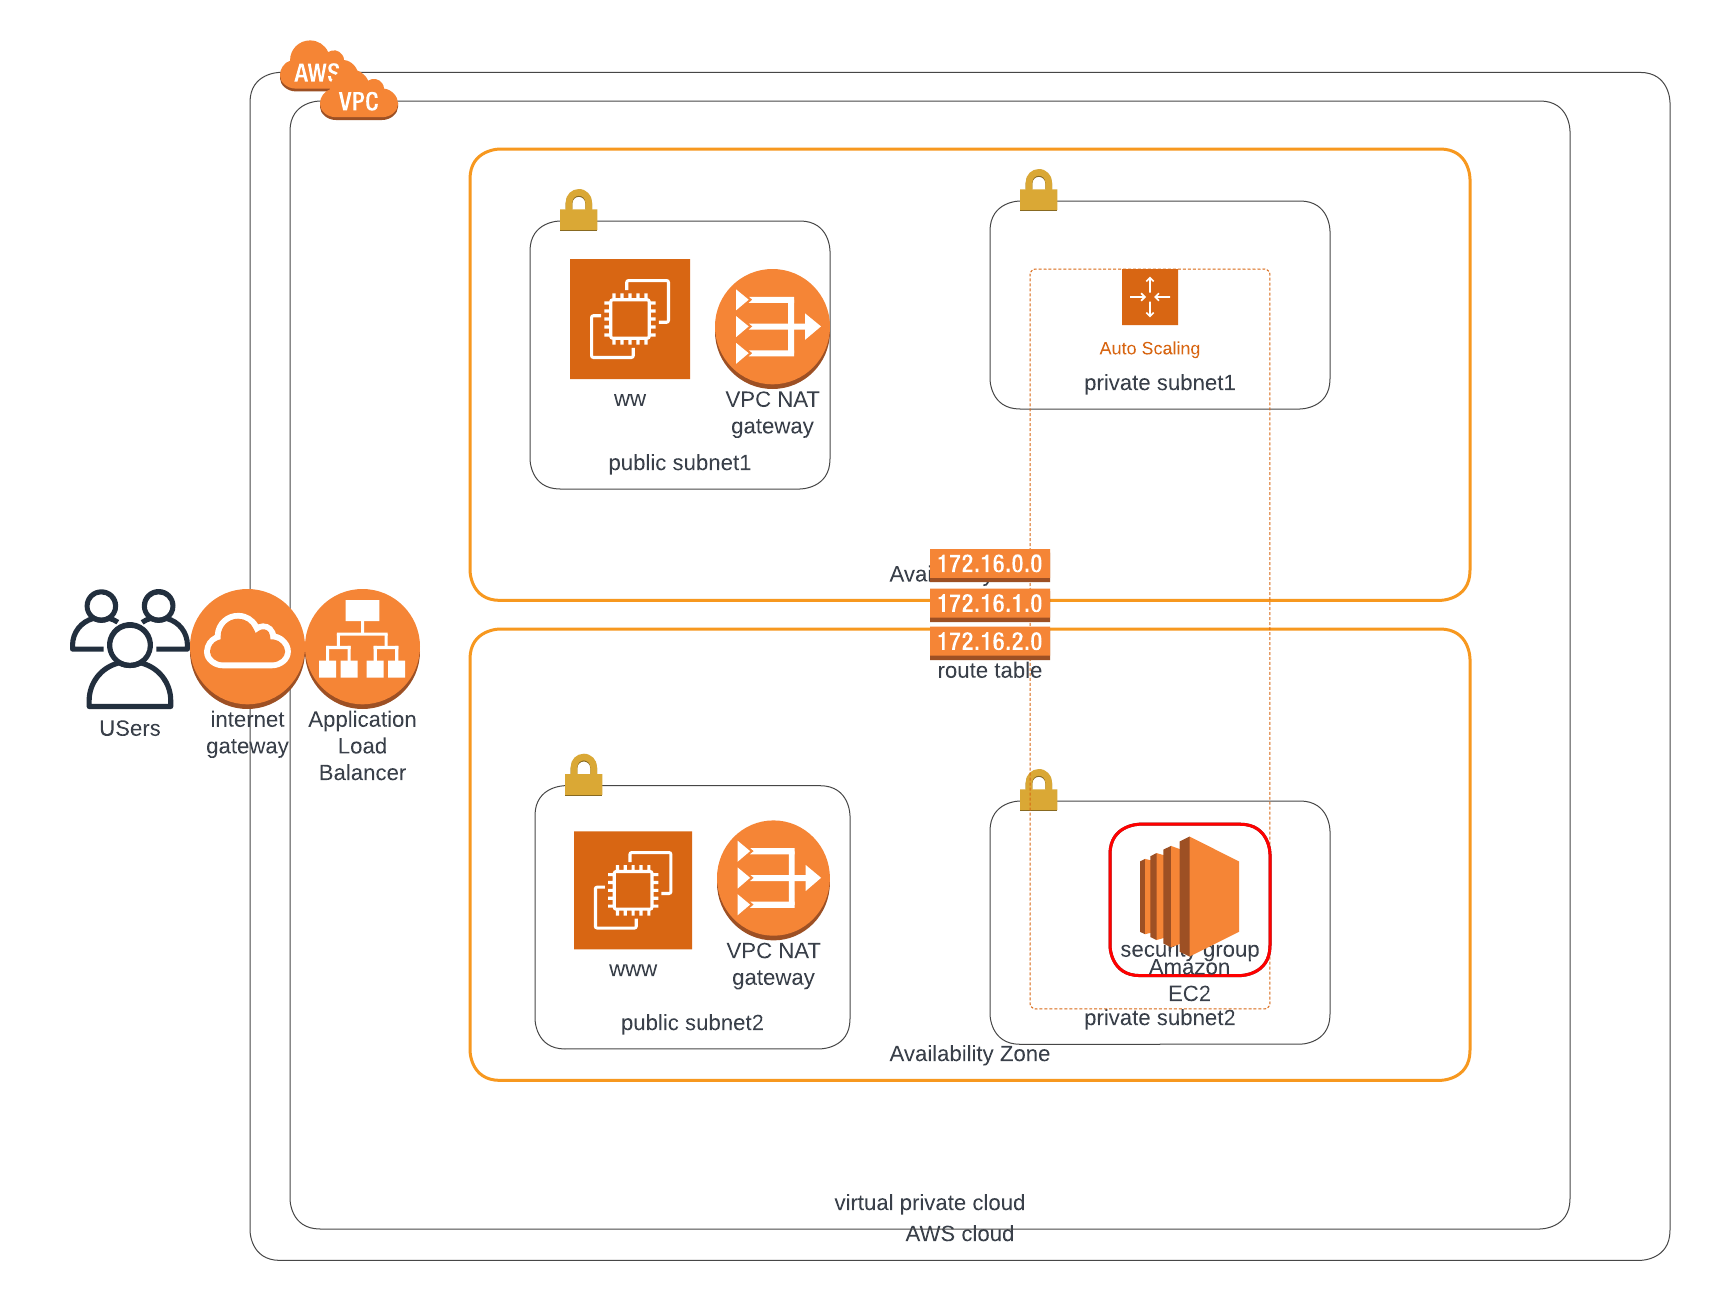 AWS
VPC
ww
VPC NAT
gateway
public subnet1
Auto Scaling
private subnet1
172.16.0.0
172.16.1.0
172.16.2.0
route table
USers
internet
gateway
Application
Load
Balancer
www
VPC NAT
gateway
public subnet2
security group
Amazon
EC2
private subnet2
Availability Zone
virtual private cloud
AWS cloud